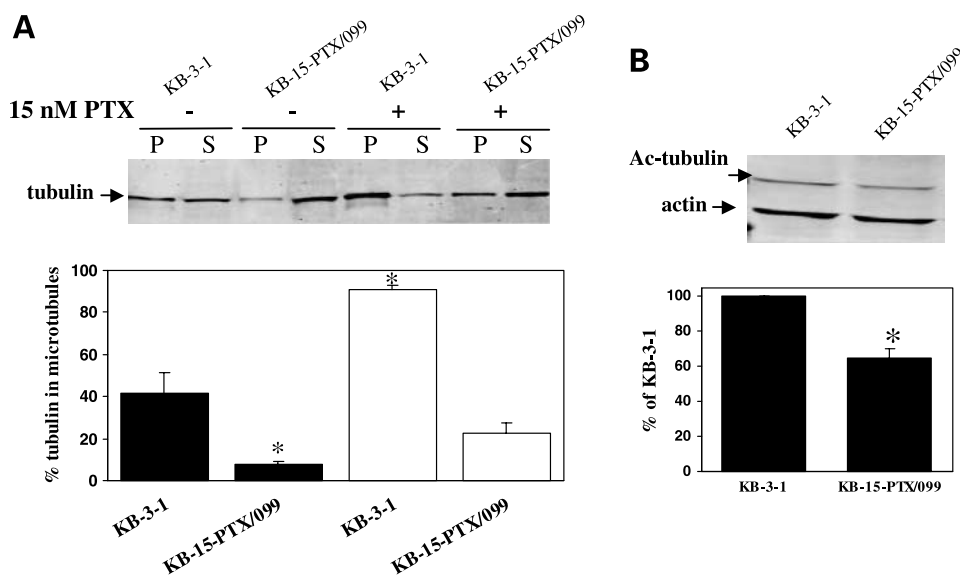 A
KB-3-1
KB-15-PTX/099
KB-3-1
KB-15-PTX/099
15 nM PTX - - + +
P S P S P S P S
tubulin
% tubulin in microtubules
100
80
60
40
20
0
*
*
KB-3-1
KB-15-PTX/099
KB-3-1
KB-15-PTX/099
B
KB-3-1
KB-15-PTX/099
Ac-tubulin
actin
% of KB-3-1
100
80
60
40
20
0
*
KB-3-1 KB-15-PTX/099